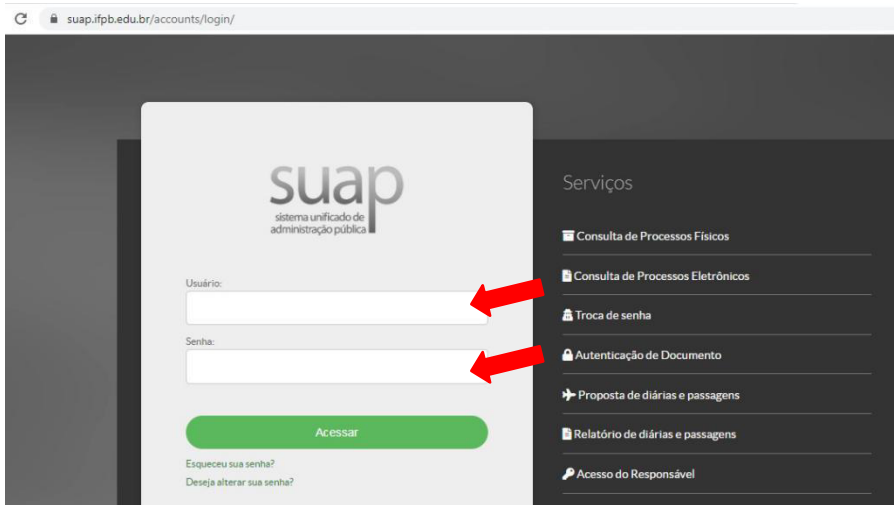 suap.ifpb.edu.br/accounts/login/
suap
sistema unificado de
administração pública
Usuário:
Senha:
Acessar
Esqueceu sua senha?
Deseja alterar sua senha?
Serviços
Consulta de Processos Físicos
Consulta de Processos Eletrônicos
Troca de senha
Autenticação de Documento
Proposta de diárias e passagens
Relatório de diárias e passagens
Acesso do Responsável